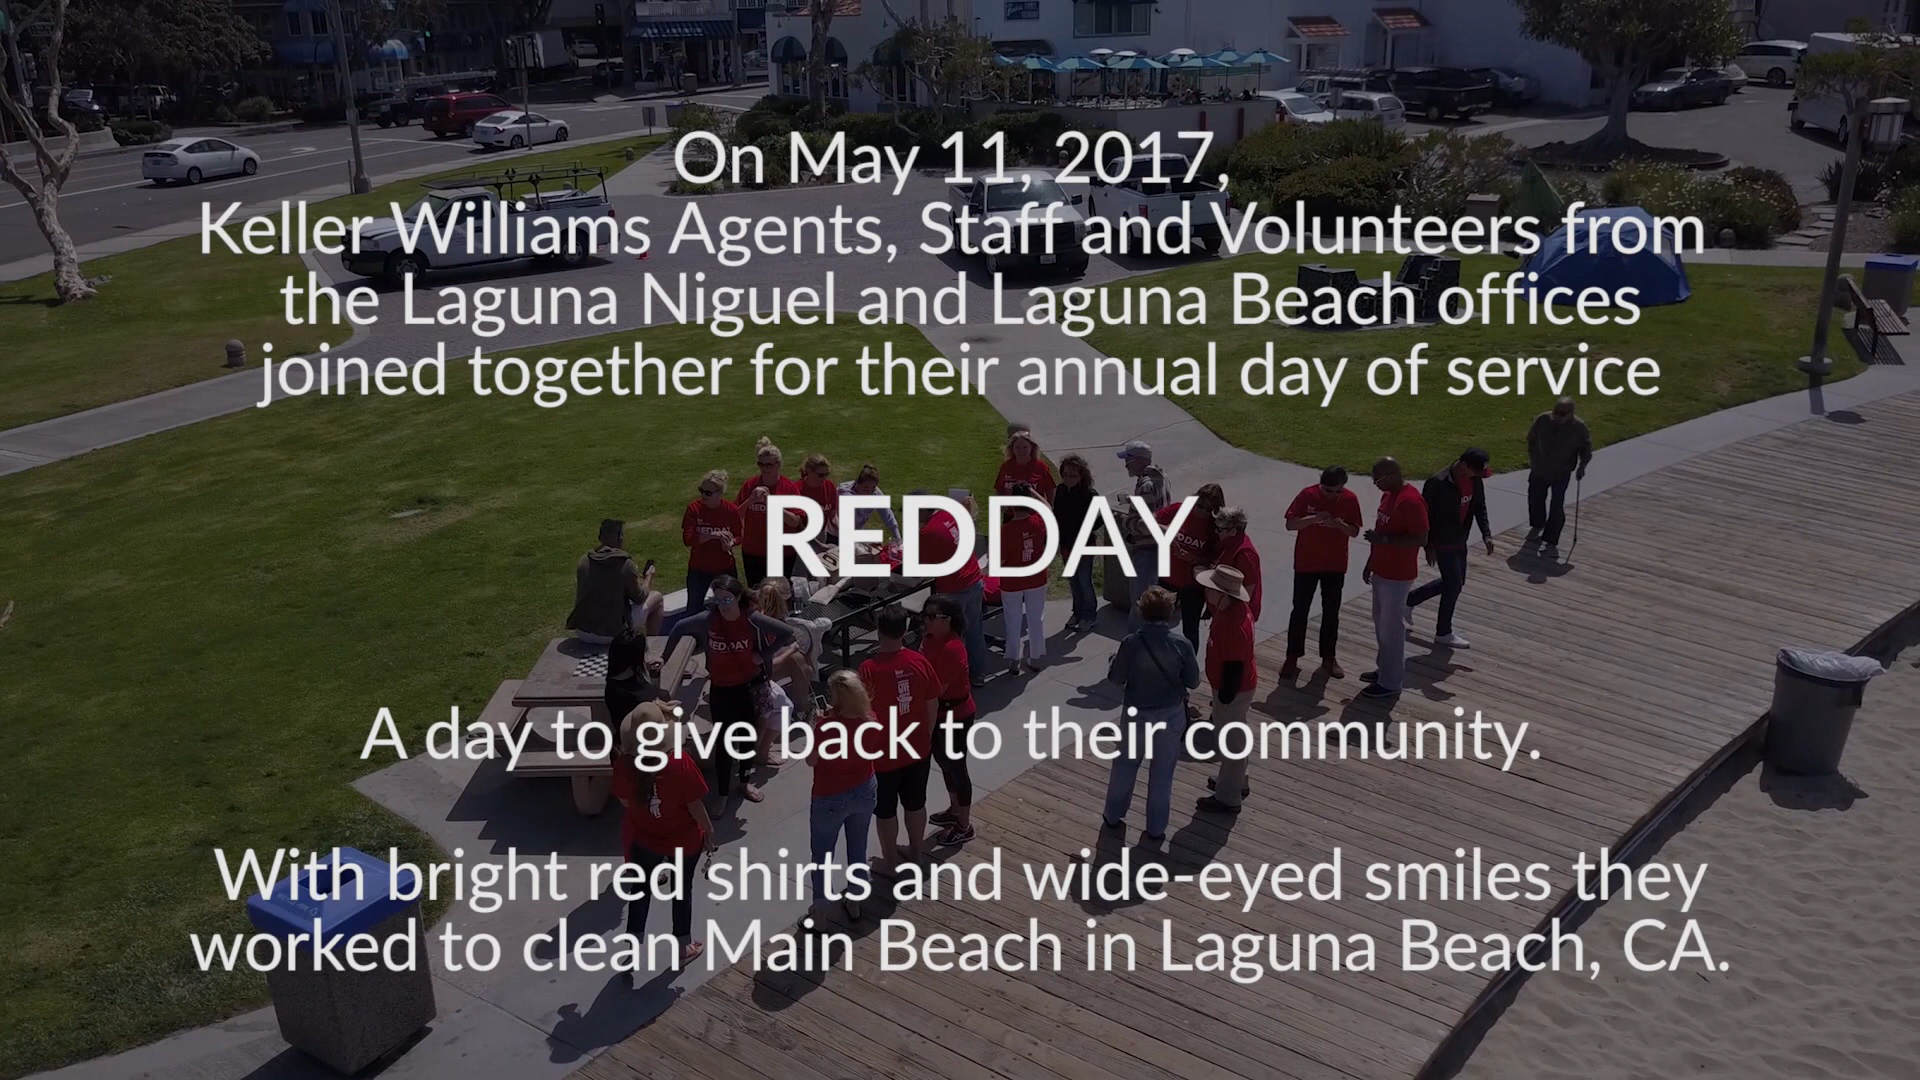 On May 11, 2017,
Keller Williams Agents, Staff and Volunteers from
the Laguna Niguel and Laguna Beach offices
joined together for their annual day of service
REDDAY
A day to give back to their community.
With bright red shirts and wide-eyed smiles they
worked to clean Main Beach in Laguna Beach, CA.
REDDAY